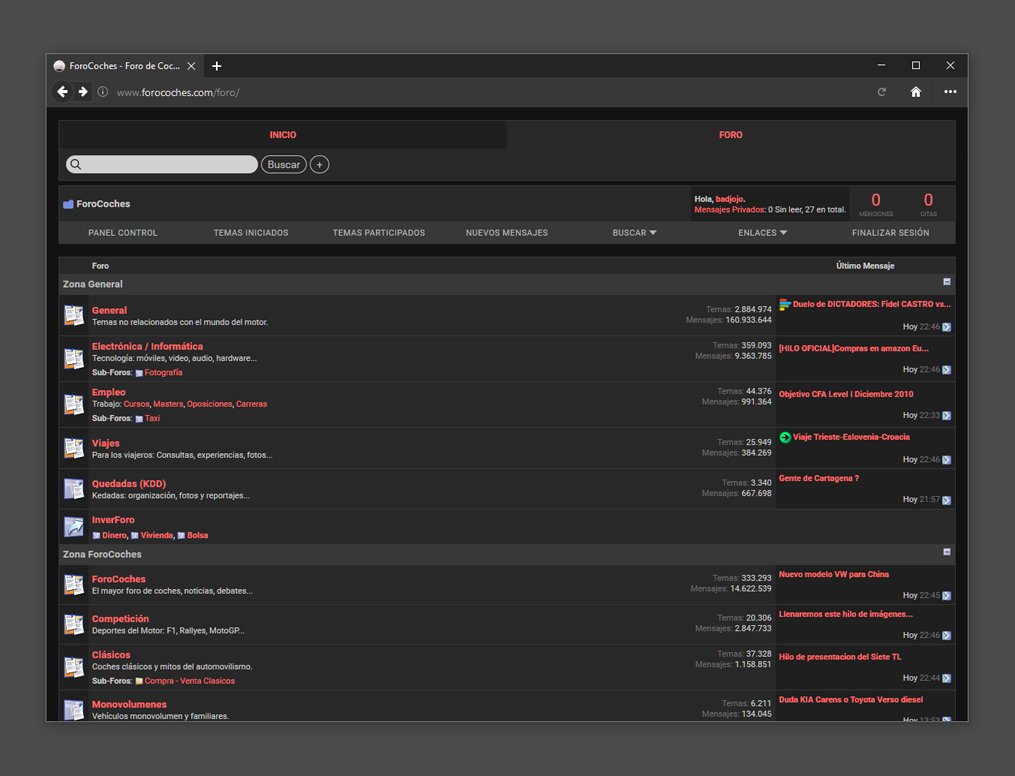 ForoCoches - Foro de Coc...
www.forocoches.com/foro/
INICIO
FORO
Buscar
+
ForoCoches
Hola, badjojo.
Mensajes Privados: 0 Sin leer, 27 en total.
0
MENCIONES
0
CITAS
PANEL CONTROL
TEMAS INICIADOS
TEMAS PARTICIPADOS
NUEVOS MENSAJES
BUSCAR
ENLACES
FINALIZAR SESIÓN
Foro
Último Mensaje
Zona General
General
Temas no relacionados con el mundo del motor.
Temas: 2.884.974
Mensajes: 160.933.644
Duelo de DICTADORES: Fidel CASTRO vs...
Hoy 22:46
Electrónica / Informática
Tecnología: móviles, video, audio, hardware...
Sub-Foros: Fotografía
Temas: 359.093
Mensajes: 9.363.785
[HILO OFICIAL]Compras en amazon Eu...
Hoy 22:46
Empleo
Trabajo: Cursos, Masters, Oposiciones, Carreras
Sub-Foros: Taxi
Temas: 44.376
Mensajes: 991.364
Objetivo CFA Level I Diciembre 2010
Hoy 22:33
Viajes
Para los viajeros: Consultas, experiencias, fotos...
Temas: 25.949
Mensajes: 384.269
Viaje Trieste-Eslovenia-Croacia
Hoy 22:46
Quedadas (KDD)
Kedadas: organización, fotos y reportajes...
Temas: 3.340
Mensajes: 667.698
Gente de Cartagena ?
Hoy 21:57
InverForo
Dinero, Vivienda, Bolsa
Zona ForoCoches
ForoCoches
El mayor foro de coches, noticias, debates...
Temas: 333.293
Mensajes: 14.622.539
Nuevo modelo VW para China
Hoy 22:45
Competición
Deportes del Motor: F1, Rallyes, MotoGP...
Temas: 20.306
Mensajes: 2.847.733
Llenaremos este hilo de imágenes...
Hoy 22:46
Clásicos
Coches clásicos y mitos del automovilismo.
Sub-Foros: Compra - Venta Clasicos
Temas: 37.328
Mensajes: 1.158.851
Hilo de presentacion del Siete TL
Hoy 22:44
Monovolumenes
Vehículos monovolumen y familiares.
Temas: 6.211
Mensajes: 134.045
Duda KIA Carens o Toyota Verso diesel
Hoy